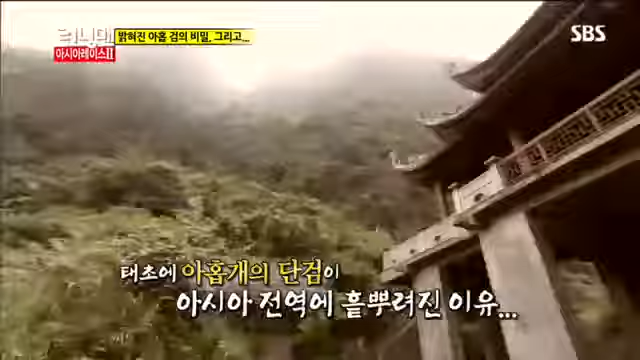 런닝맨
아시아레이스II
밝혀진 아홉 검의 비밀, 그리고...
SBS
태초에 아홉개의 단검이
아시아 전역에 흩뿌려진 이유...